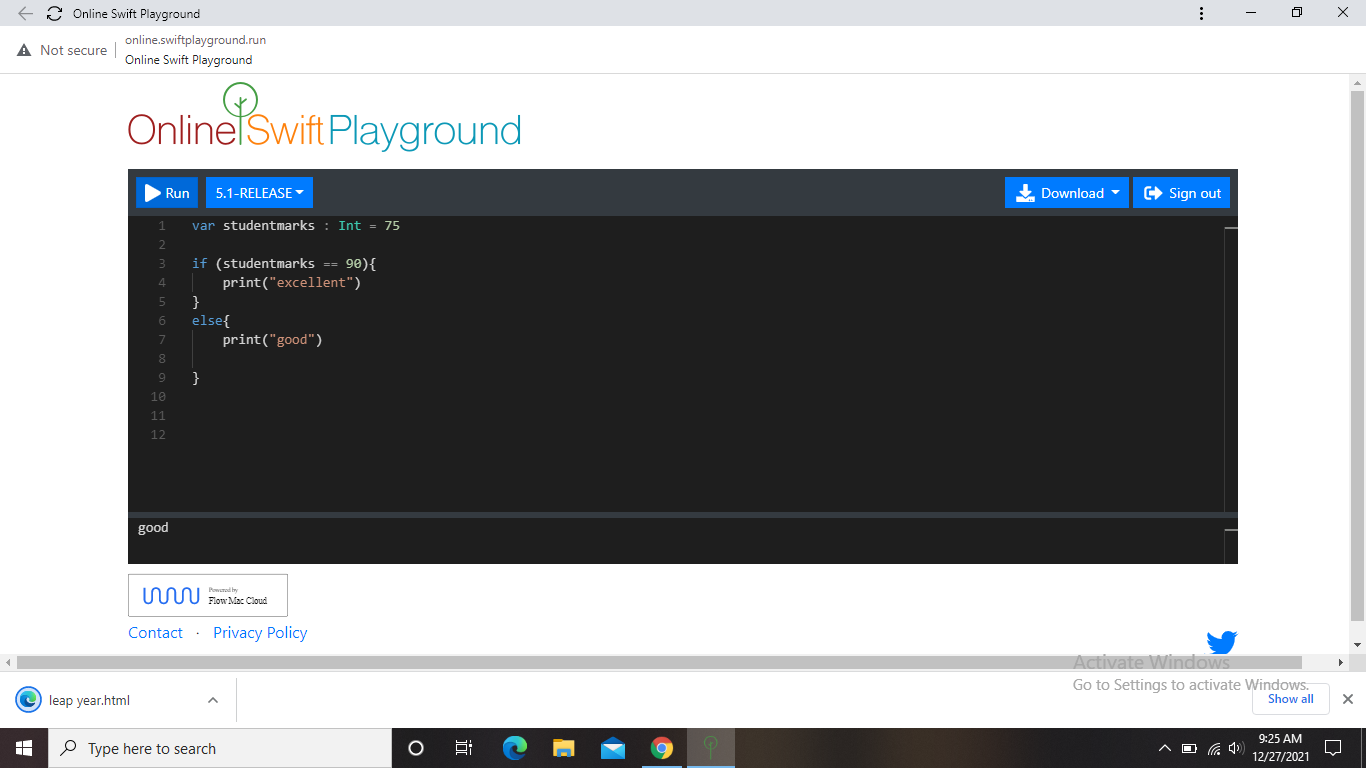 Online Swift Playground
Not secure
online.swiftplayground.run
Online Swift Playground
OnlineSwiftPlayground
Run 5.1-RELEASE Download Sign out
1 var studentmarks : Int = 75
2
3 if (studentmarks == 90){
4     print("excellent")
5 }
6 else{
7     print("good")
8
9 }
10
11
12
good
Powered by
Flow Mac Cloud
Contact · Privacy Policy
Activate Windows
Go to Settings to activate Windows.
leap year.html
Show all
Type here to search
9:25 AM
12/27/2021